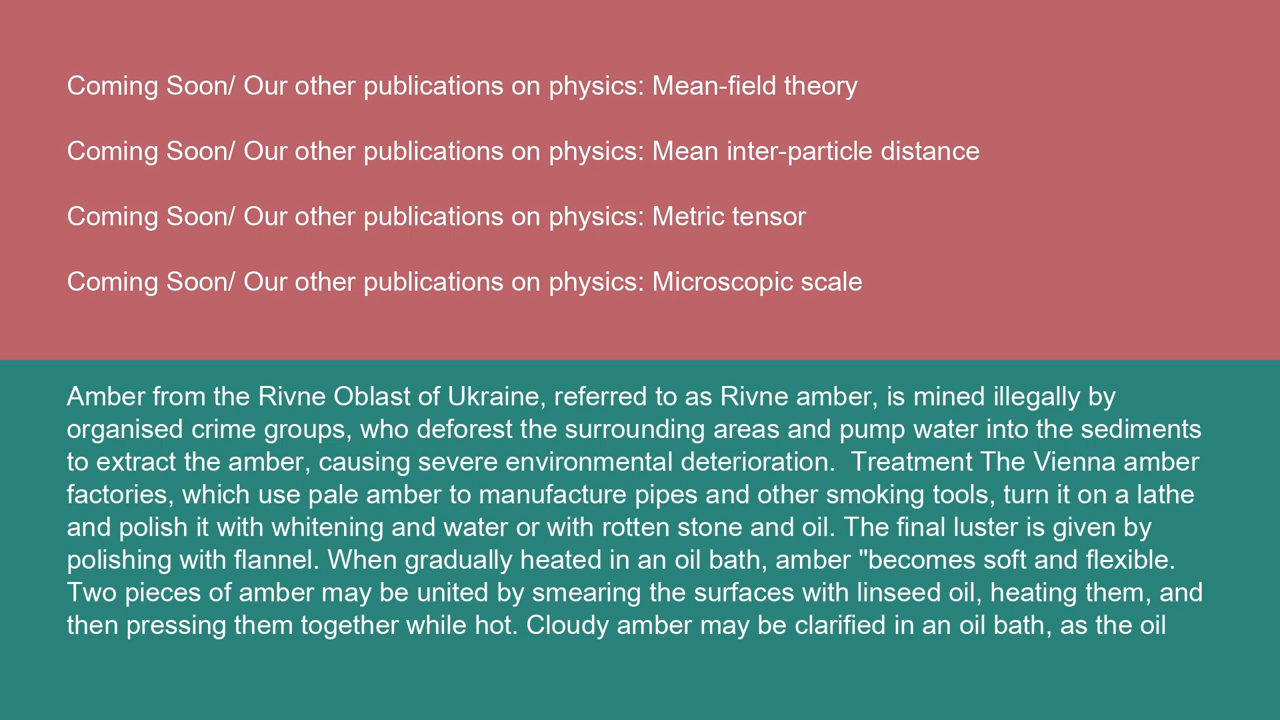 Coming Soon/ Our other publications on physics: Mean-field theory
Coming Soon/ Our other publications on physics: Mean inter-particle distance
Coming Soon/ Our other publications on physics: Metric tensor
Coming Soon/ Our other publications on physics: Microscopic scale
Amber from the Rivne Oblast of Ukraine, referred to as Rivne amber, is mined illegally by
organised crime groups, who deforest the surrounding areas and pump water into the sediments
to extract the amber, causing severe environmental deterioration.  Treatment The Vienna amber
factories, which use pale amber to manufacture pipes and other smoking tools, turn it on a lathe
and polish it with whitening and water or with rotten stone and oil. The final luster is given by
polishing with flannel. When gradually heated in an oil bath, amber "becomes soft and flexible.
Two pieces of amber may be united by smearing the surfaces with linseed oil, heating them, and
then pressing them together while hot. Cloudy amber may be clarified in an oil bath, as the oil